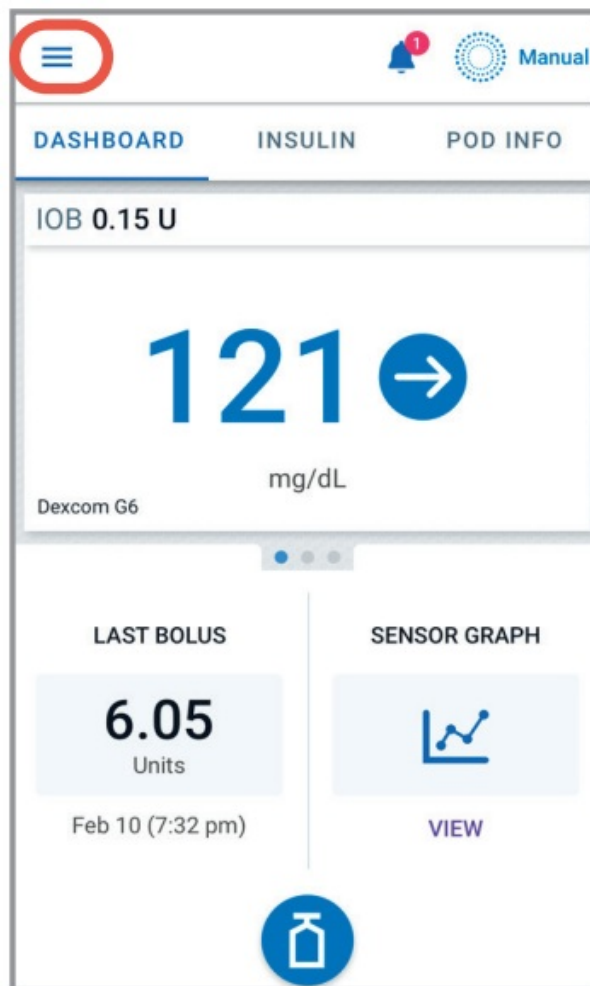 1
Manual
DASHBOARD INSULIN POD INFO
IOB 0.15 U
121
mg/dL
Dexcom G6
LAST BOLUS
6.05
Units
Feb 10 (7:32 pm)
SENSOR GRAPH
VIEW